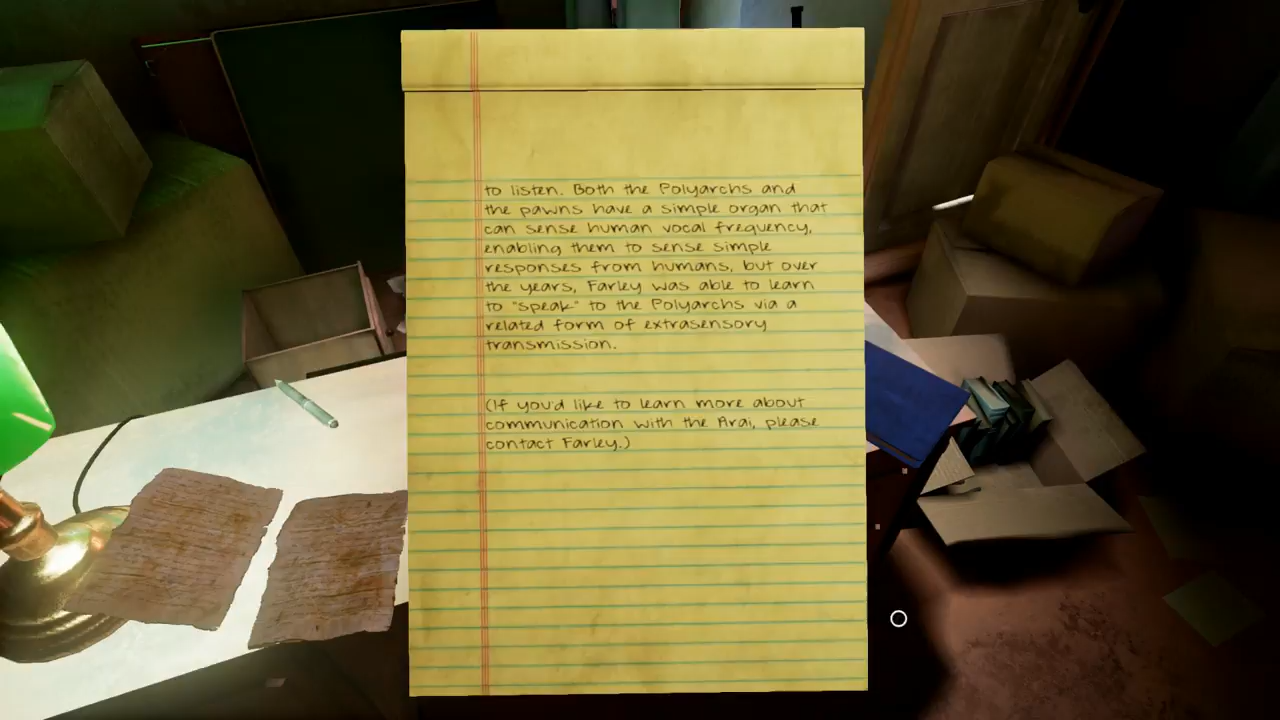 to listen. Both the Polyarchs and
the pawns have a simple organ that
can sense human vocal frequency,
enabling them to sense simple
responses from humans, but over
the years, Farley was able to learn
to "speak" to the Polyarchs via a
related form of extrasensory
transmission.
(If you'd like to learn more about
communication with the Arai, please
contact Farley.)